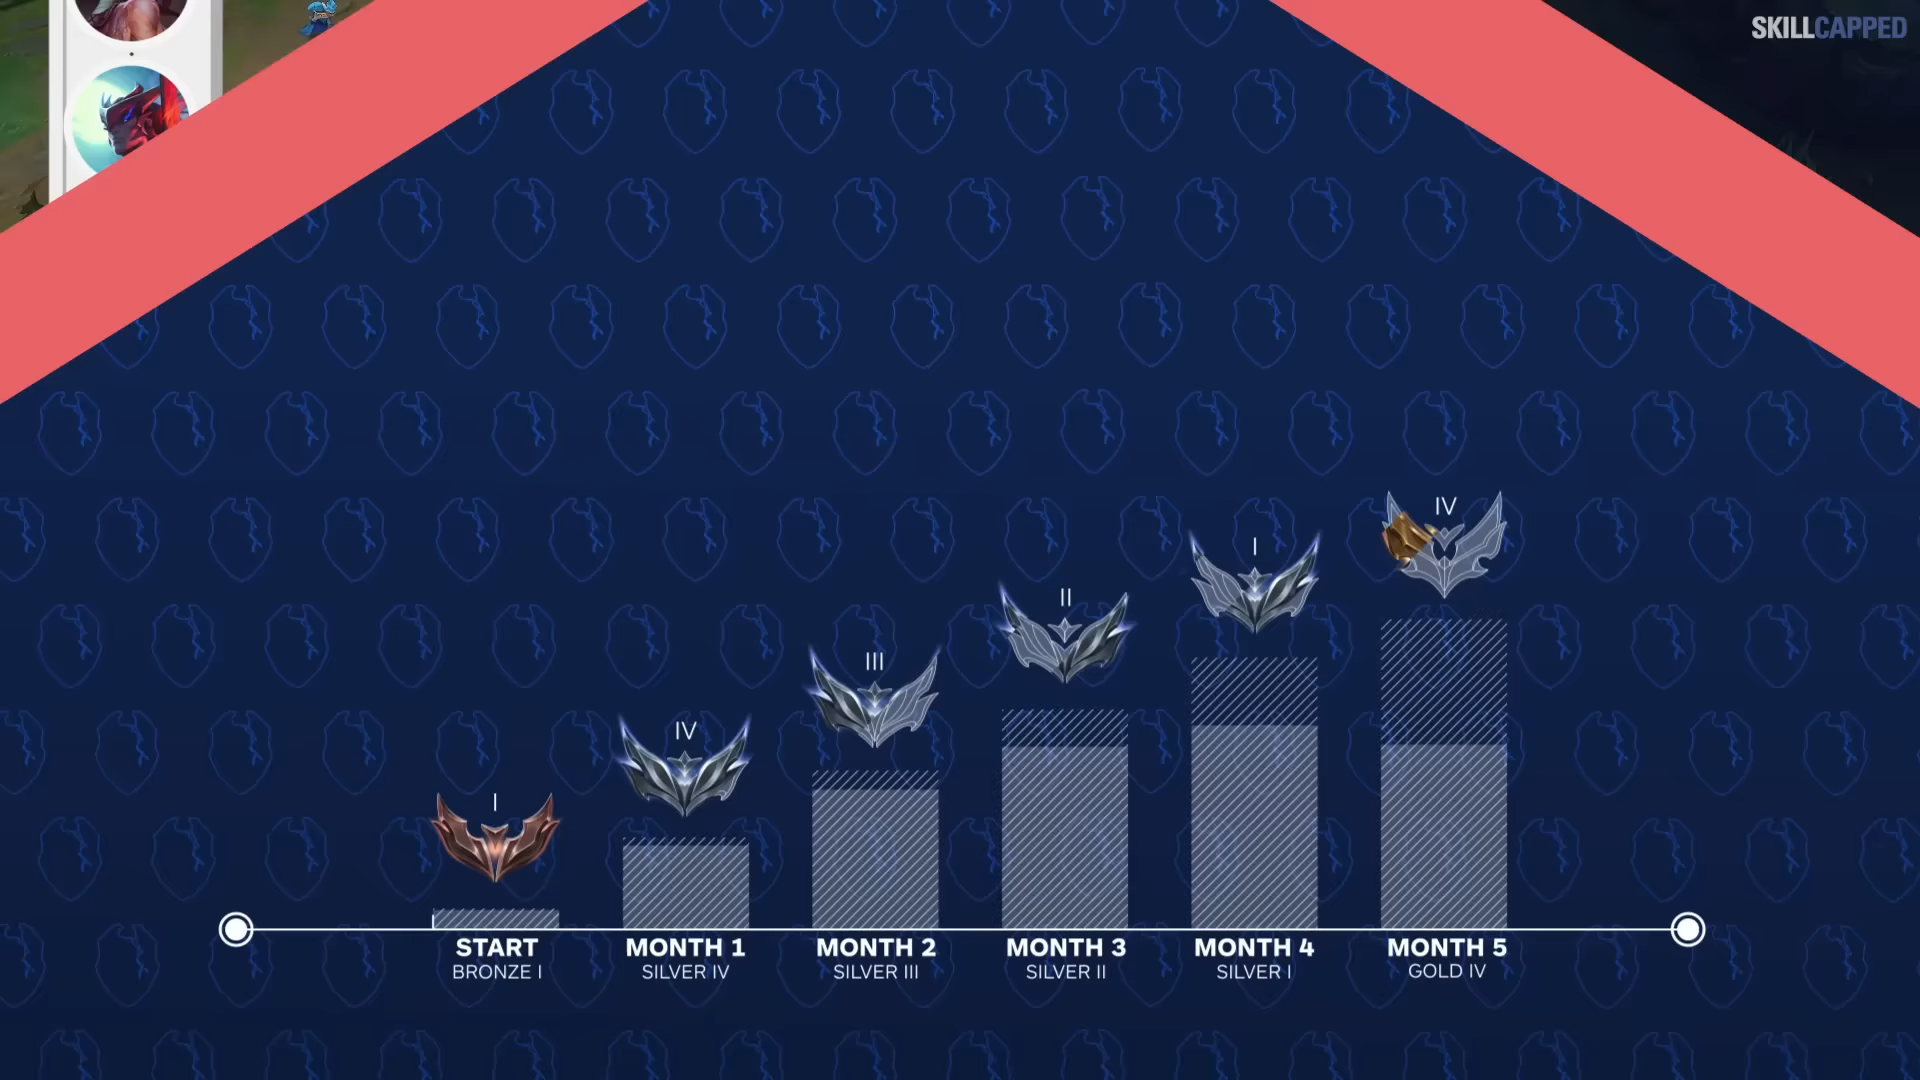 SKILLCAPPED
IV
I
II
III
IV
I
START
BRONZE I
MONTH 1
SILVER IV
MONTH 2
SILVER III
MONTH 3
SILVER II
MONTH 4
SILVER I
MONTH 5
GOLD IV